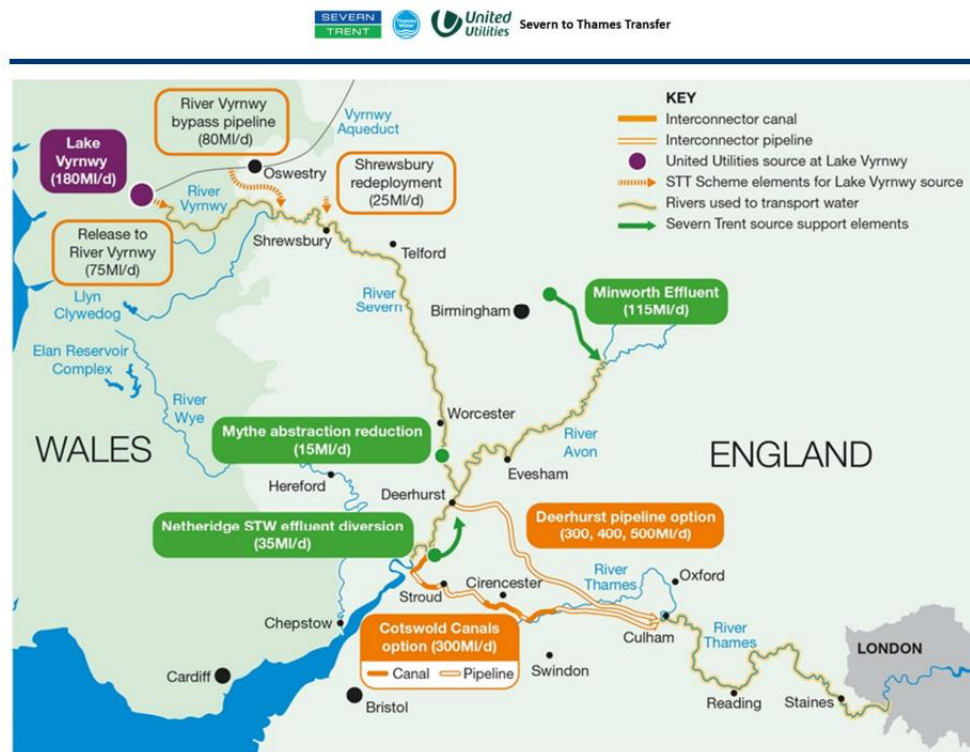 SEVERN
TRENT
Thames
Water
United
Utilities
Severn to Thames Transfer
River Vyrnwy
bypass pipeline
(80Ml/d)
Vyrnwy
Aqueduct
Lake
Vyrnwy
(180Ml/d)
Oswestry
Shrewsbury
redeployment
(25Ml/d)
River
Vyrnwy
Release to
River Vyrnwy
(75Ml/d)
Shrewsbury
Telford
KEY
Interconnector canal
Interconnector pipeline
United Utilities source at Lake Vyrnwy
STT Scheme elements for Lake Vyrnwy source
Rivers used to transport water
Severn Trent source support elements
Llyn
Clywedog
River
Severn
Birmingham
Minworth Effluent
(115Ml/d)
Elan Reservoir
Complex
River
Wye
Worcester
WALES
Mythe abstraction reduction
(15Ml/d)
River
Avon
ENGLAND
Hereford
Evesham
Deerhurst
Netheridge STW effluent diversion
(35Ml/d)
Deerhurst pipeline option
(300, 400, 500Ml/d)
Stroud
Cirencester
River
Thames
Oxford
Chepstow
Culham
Cotswold Canals
option (300Ml/d)
Canal
Pipeline
River
Thames
LONDON
Swindon
Cardiff
Bristol
Reading
Staines